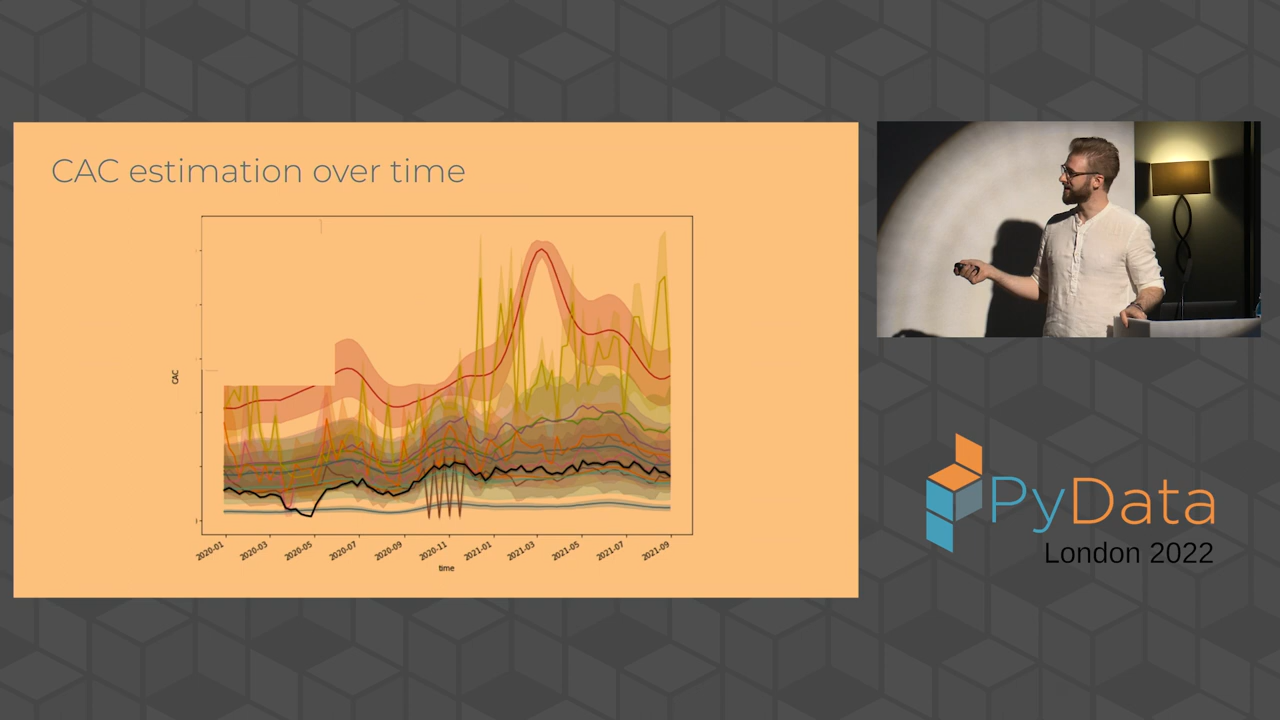 CAC estimation over time
CAC
2020-01
2020-03
2020-05
2020-07
2020-09
2020-11
2021-01
2021-03
2021-05
2021-07
2021-09
time
PyData
London 2022